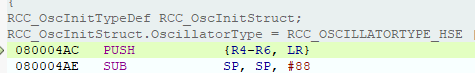 {
RCC_OscInitTypeDef RCC_OscInitStruct;
RCC_OscInitStruct.OscillatorType = RCC_OSCILLATORTYPE_HSE |
080004AC PUSH {R4-R6, LR}
080004AE SUB SP, SP, #88